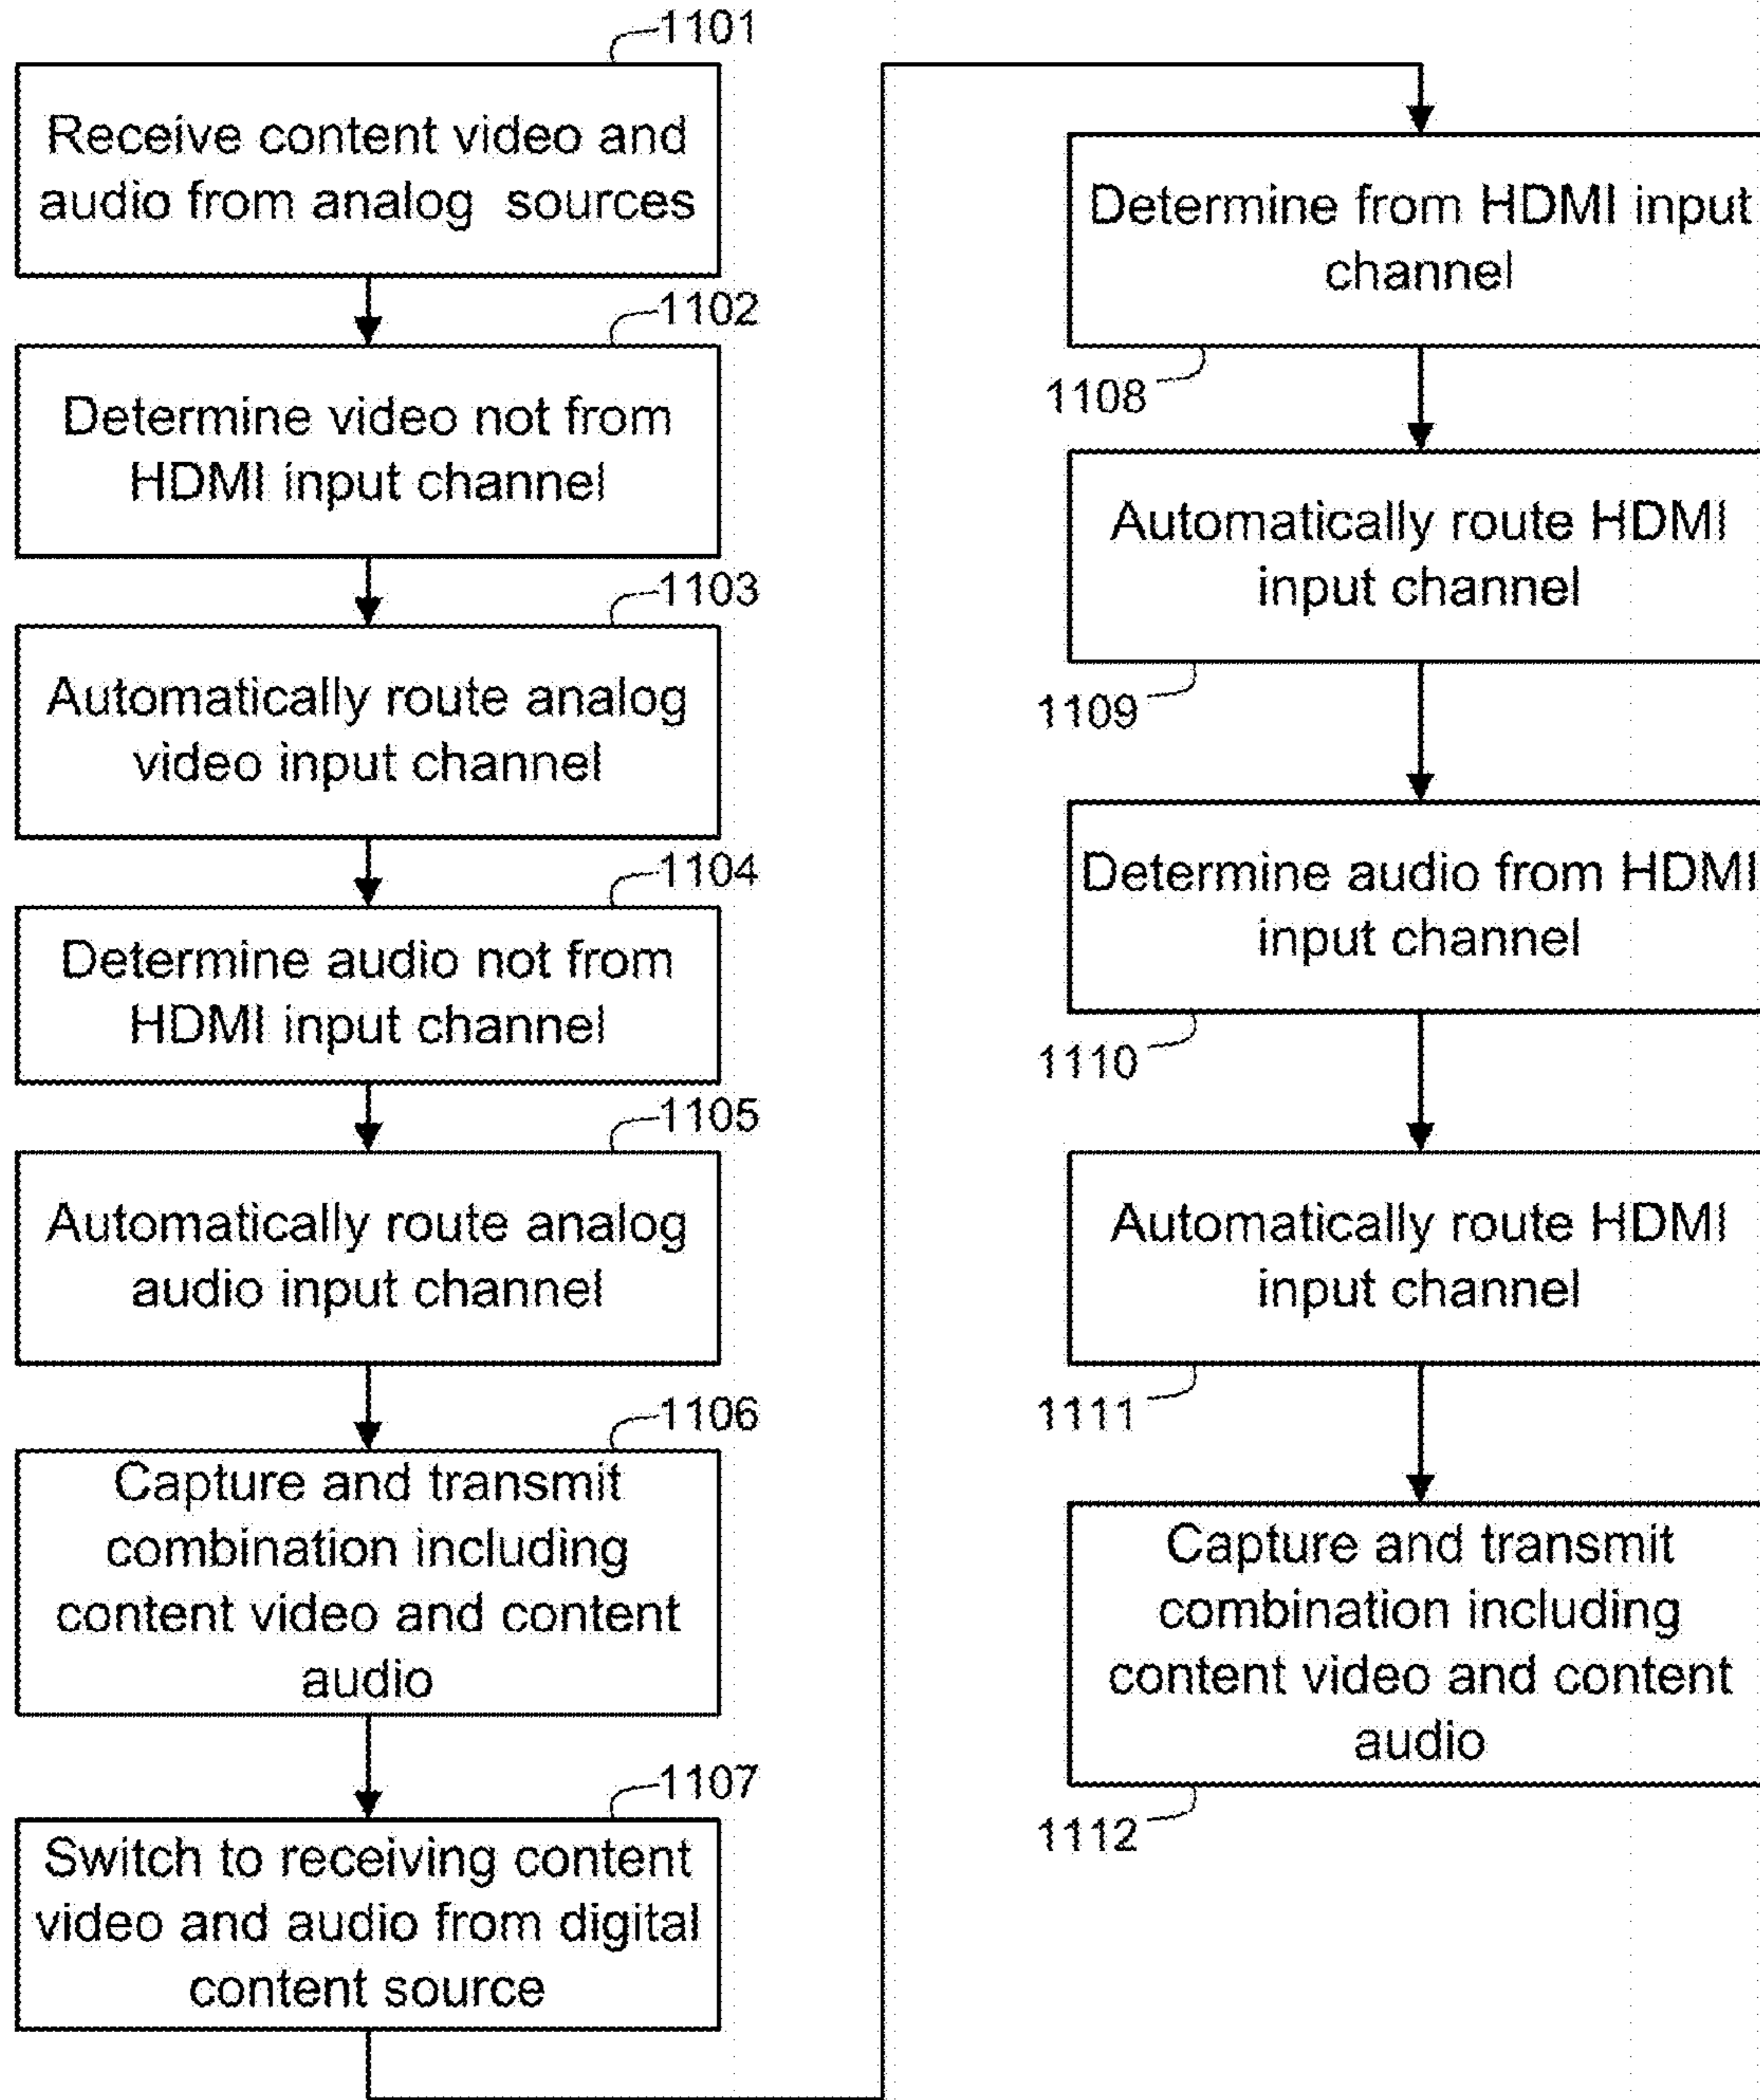 1101
Receive content video and
audio from analog sources
1102
Determine video not from
HDMI input channel
1103
Automatically route analog
video input channel
1104
Determine audio not from
HDMI input channel
1105
Automatically route analog
audio input channel
1106
Capture and transmit
combination including
content video and content
audio
1107
Switch to receiving content
video and audio from digital
content source
Determine from HDMI input
channel
1108
Automatically route HDMI
input channel
1109
Determine audio from HDMI
input channel
1110
Automatically route HDMI
input channel
1111
Capture and transmit
combination including
content video and content
audio
1112